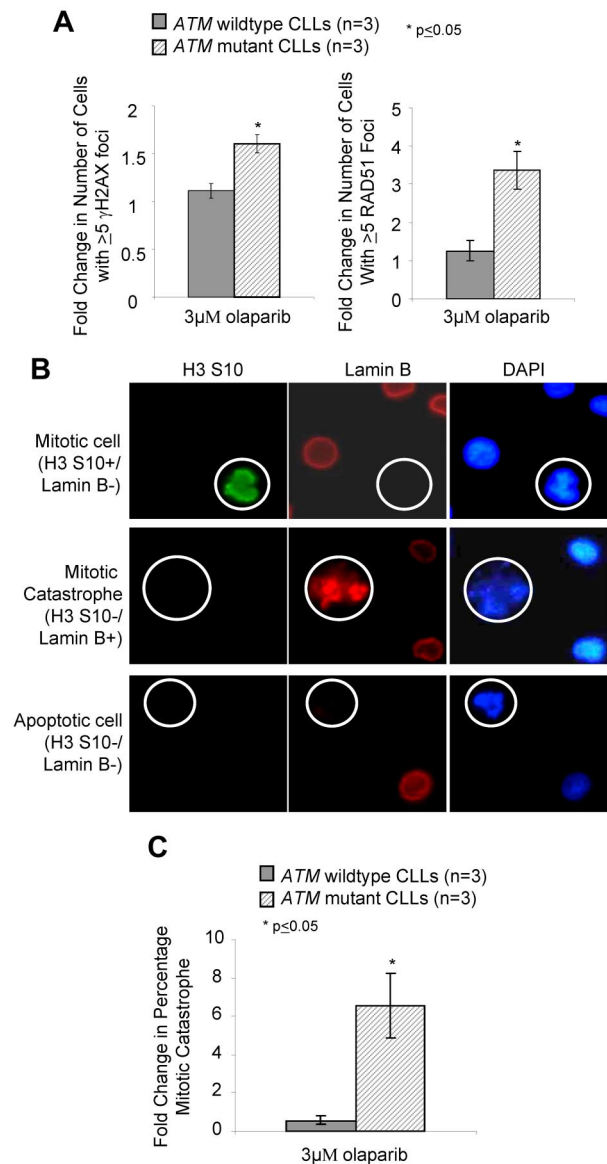 A
ATM wildtype CLLs (n=3)
ATM mutant CLLs (n=3)
* p≤0.05
Fold Change in Number of Cells
with ≥5 γH2AX foci
2
1.5
1
0.5
0
*
3μM olaparib
Fold Change in Number of Cells
With ≥5 RAD51 Foci
5
4
3
2
1
0
*
3μM olaparib
B
H3 S10
Lamin B
DAPI
Mitotic cell
(H3 S10+/
Lamin B-)
Mitotic
Catastrophe
(H3 S10-/
Lamin B+)
Apoptotic cell
(H3 S10-/
Lamin B-)
C
ATM wildtype CLLs (n=3)
ATM mutant CLLs (n=3)
* p≤0.05
Fold Change in Percentage
Mitotic Catastrophe
10
8
6
4
2
0
*
3μM olaparib